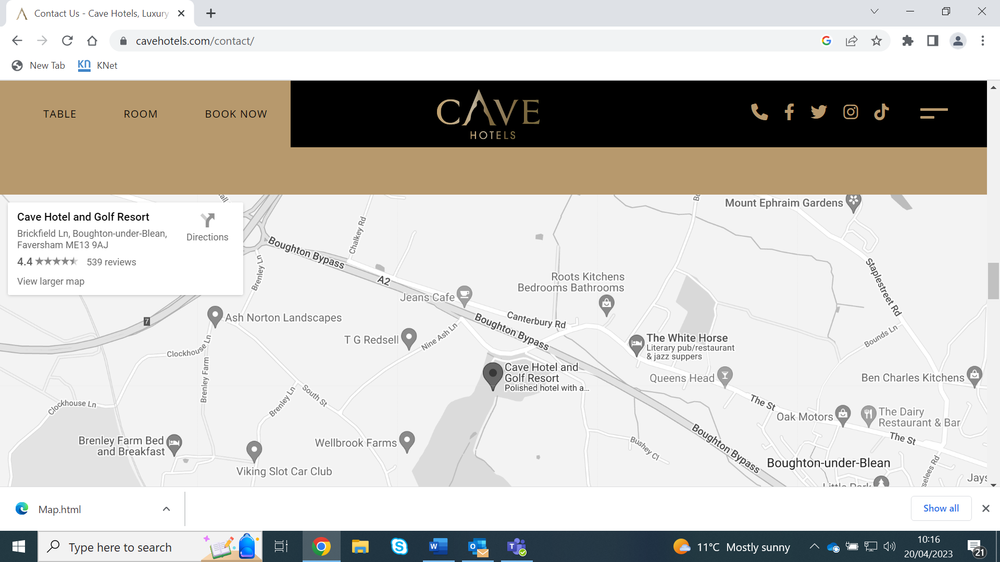 Contact Us - Cave Hotels, Luxury
cavehotels.com/contact/
New Tab
KNet
TABLE
ROOM
BOOK NOW
CAVE
HOTELS
Cave Hotel and Golf Resort
Brickfield Ln, Boughton-under-Blean,
Faversham ME13 9AJ
4.4
539 reviews
View larger map
Directions
Mount Ephraim Gardens
Chalkey Rd
Boughton Bypass
A2
Brenley Ln
Staplestreet Rd
Roots Kitchens
Bedrooms Bathrooms
Jeans Cafe
Canterbury Rd
Boughton Bypass
7
Ash Norton Landscapes
T G Redsell
Nine Ash Ln
The White Horse
Literary pub/restaurant
& jazz suppers
Bounds Ln
Clockhouse Ln
Brenley Farm
Cave Hotel and
Golf Resort
Polished hotel with a...
Queens Head
Ben Charles Kitchens
Clockhouse Ln
Brenley Ln
South St
The St
Oak Motors
The Dairy
Restaurant & Bar
The St
Brenley Farm Bed
and Breakfast
Wellbrook Farms
Viking Slot Car Club
Bushey Cl
Boughton Bypass
Boughton-under-Blean
Jays
Map.html
Show all
Type here to search
11°C Mostly sunny
10:16
20/04/2023
21